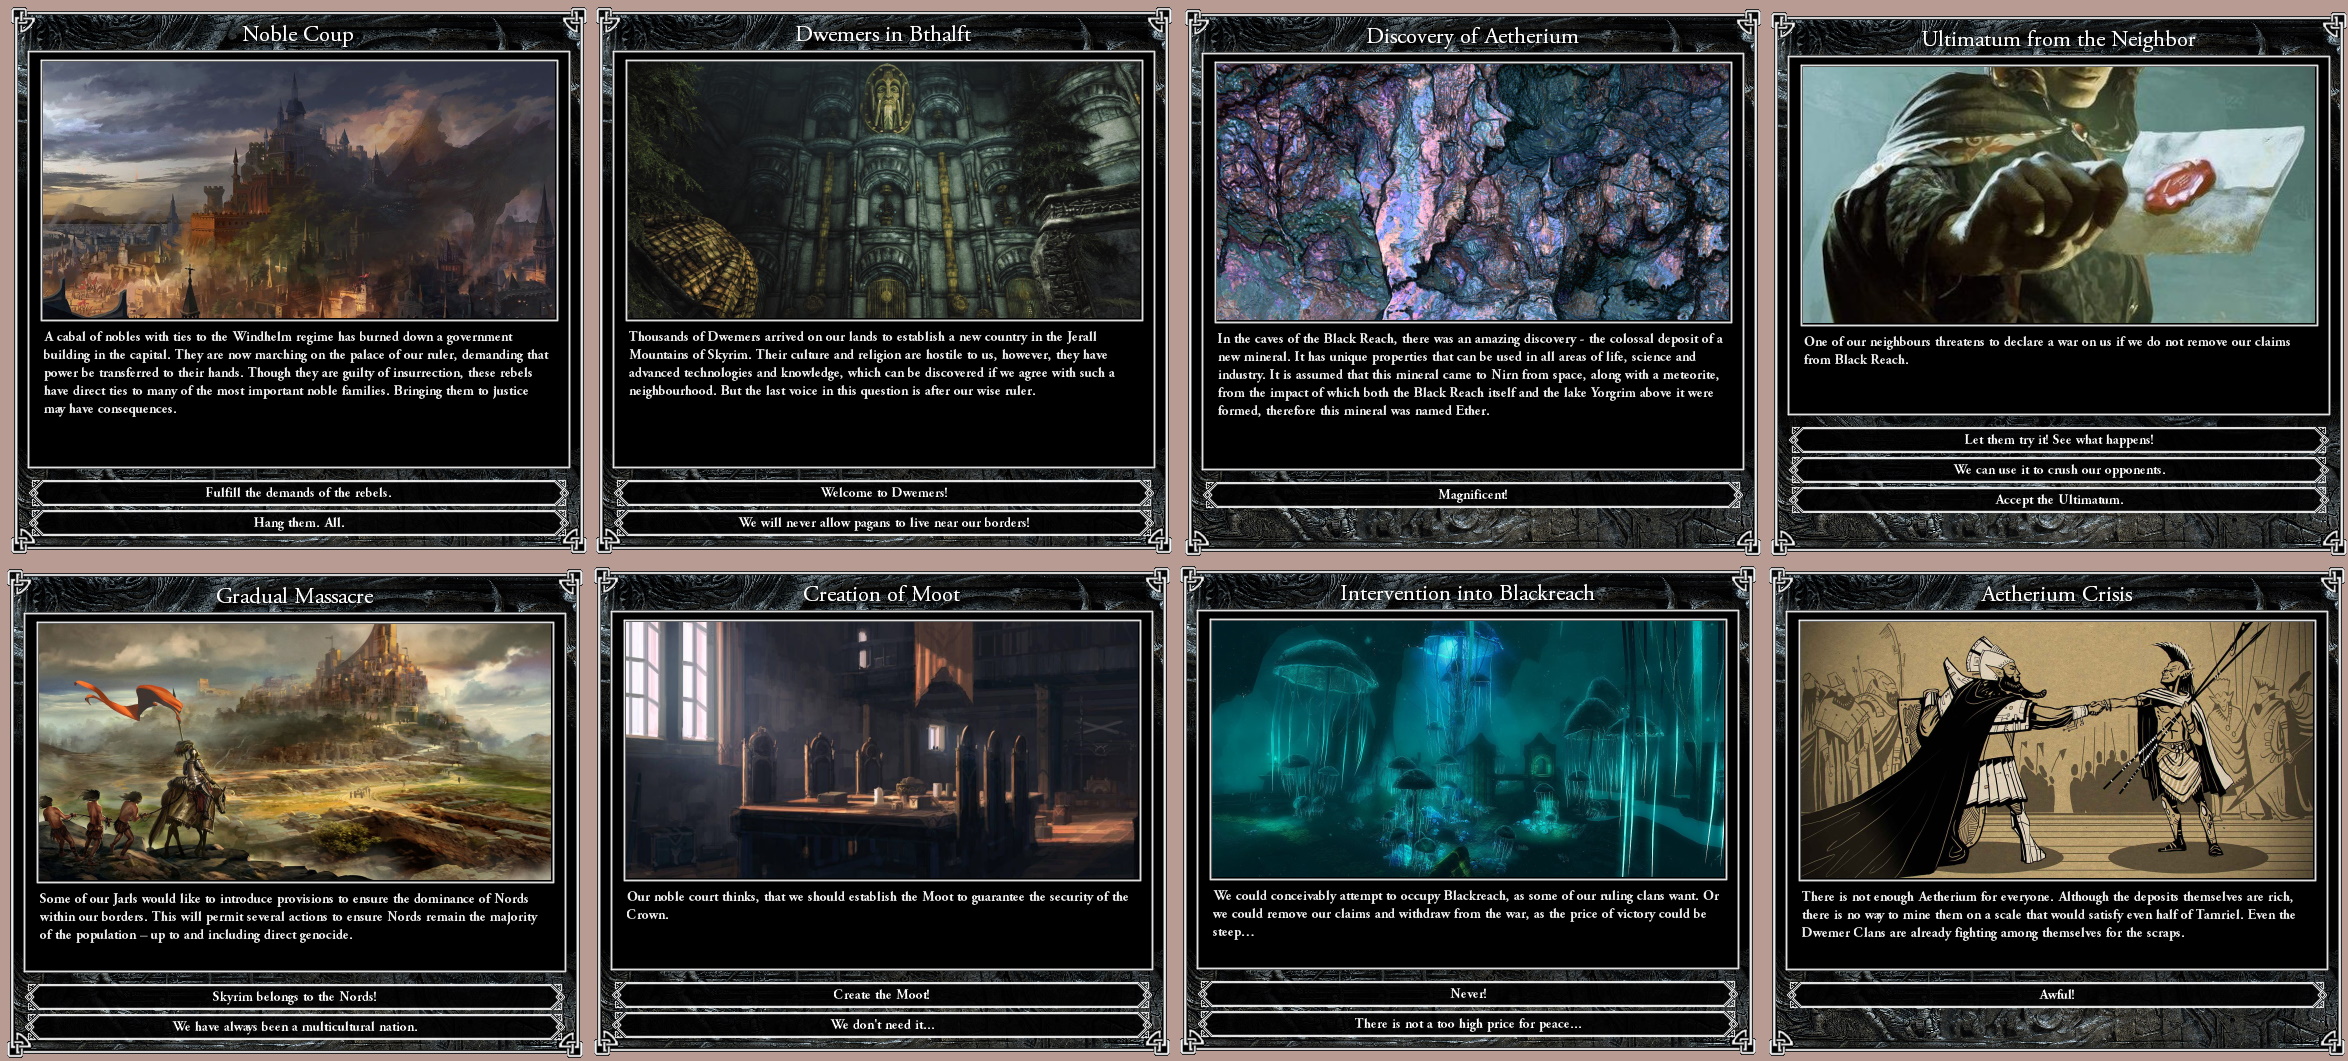 Noble Coup
A cabal of nobles with ties to the Windhelm regime has burned down a government
building in the capital. They are now marching on the palace of our ruler, demanding that
power be transferred to their hands. Though they are guilty of insurrection, these rebels
have direct ties to many of the most important noble families. Bringing them to justice
may have consequences.
Fulfill the demands of the rebels.
Hang them. All.
Dwemers in Bthalft
Thousands of Dwemers arrived on our lands to establish a new country in the Jerall
Mountains of Skyrim. Their culture and religion are hostile to us, however, they have
advanced technologies and knowledge, which can be discovered if we agree with such a
neighbourhood. But the last voice in this question is after our wise ruler.
Welcome to Dwemers!
We will never allow pagans to live near our borders!
Discovery of Aetherium
In the caves of the Black Reach, there was an amazing discovery - the colossal deposit of a
new mineral. It has unique properties that can be used in all areas of life, science and
industry. It is assumed that this mineral came to Nirn from space, along with a meteorite,
from the impact of which both the Black Reach itself and the lake Yorgrim above it were
formed, therefore this mineral was named Ether.
Magnificent!
Ultimatum from the Neighbor
One of our neighbours threatens to declare a war on us if we do not remove our claims
from Black Reach.
Let them try it! See what happens!
We can use it to crush our opponents.
Accept the Ultimatum.
Gradual Massacre
Some of our Jarls would like to introduce provisions to ensure the dominance of Nords
within our borders. This will permit several actions to ensure Nords remain the majority
of the population – up to and including direct genocide.
Skyrim belongs to the Nords!
We have always been a multicultural nation.
Creation of Moot
Our noble court thinks, that we should establish the Moot to guarantee the security of the
Crown.
Create the Moot!
We don't need it...
Intervention into Blackreach
We could conceivably attempt to occupy Blackreach, as some of our ruling clans want. Or
we could remove our claims and withdraw from the war, as the price of victory could be
steep...
Never!
There is not a too high price for peace...
Aetherium Crisis
There is not enough Aetherium for everyone. Although the deposits themselves are rich,
there is no way to mine them on a scale that would satisfy even half of Tamriel. Even the
Dwemer Clans are already fighting among themselves for the scraps.
Awful!